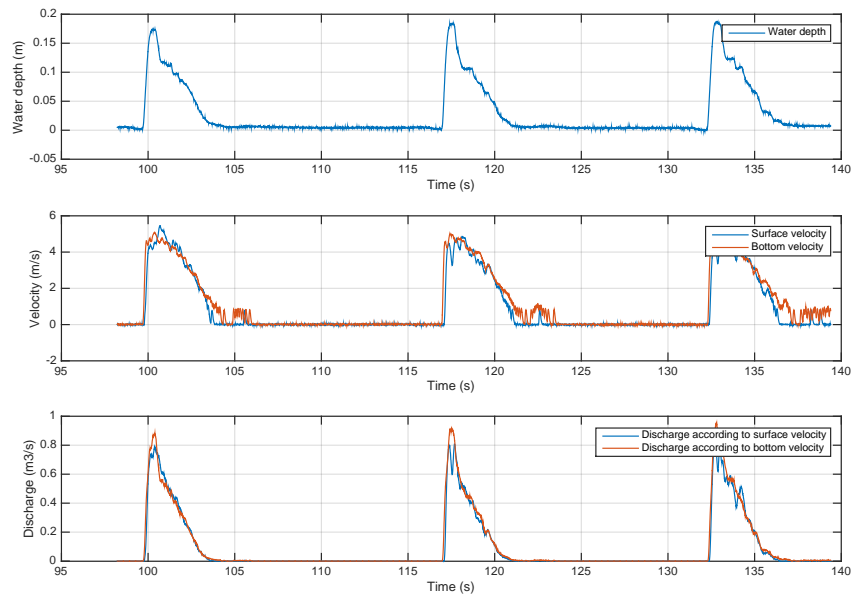 0.2
0.15
0.1
0.05
0
-0.05
Water depth (m)
Water depth
95 100 105 110 115 120 125 130 135 140
Time (s)
6
4
2
0
-2
Velocity (m/s)
Surface velocity
Bottom velocity
95 100 105 110 115 120 125 130 135 140
Time (s)
1
0.8
0.6
0.4
0.2
0
Discharge (m3/s)
Discharge according to surface velocity
Discharge according to bottom velocity
95 100 105 110 115 120 125 130 135 140
Time (s)